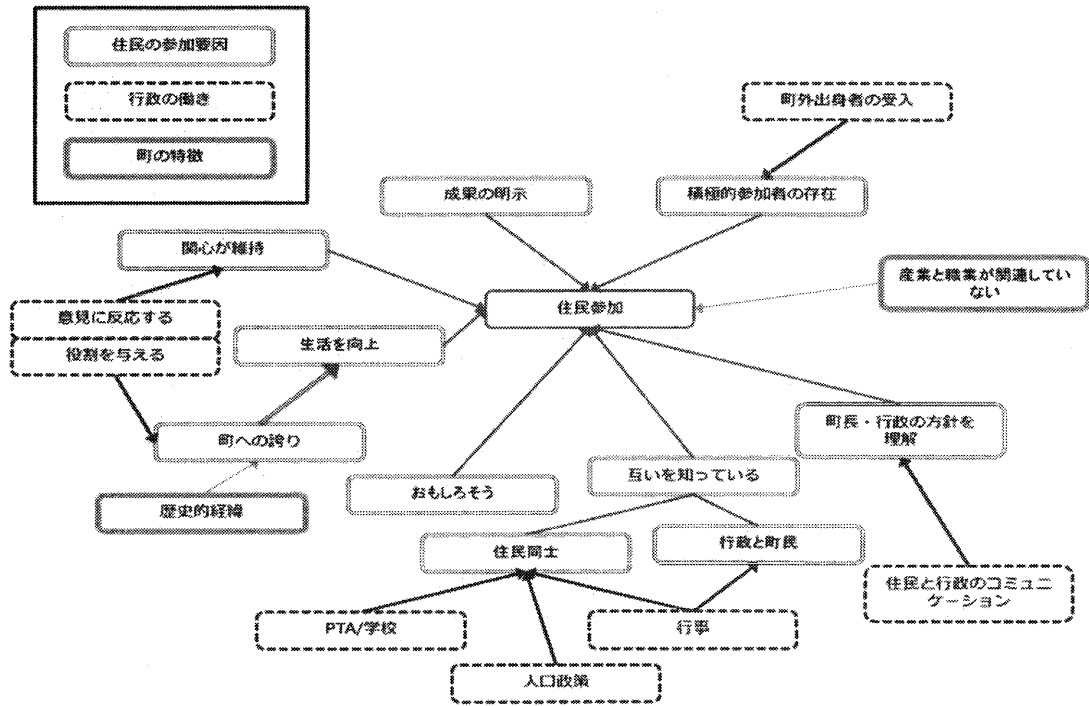 住民の参加要因
行政の働き
町の特徴
町外出身者の受入
成果の明示
積極的参加者の存在
関心が維持
産業と職業が関連してい
ない
住民参加
意見に反応する
役割を与える
生活を向上
町長・行政の方針を
理解
町への誇り
互いを知っている
おもしろそう
歴史的経緯
住民同士
行政と町民
住民と行政のコミュニ
ケーション
PTA/学校
行事
人口政策